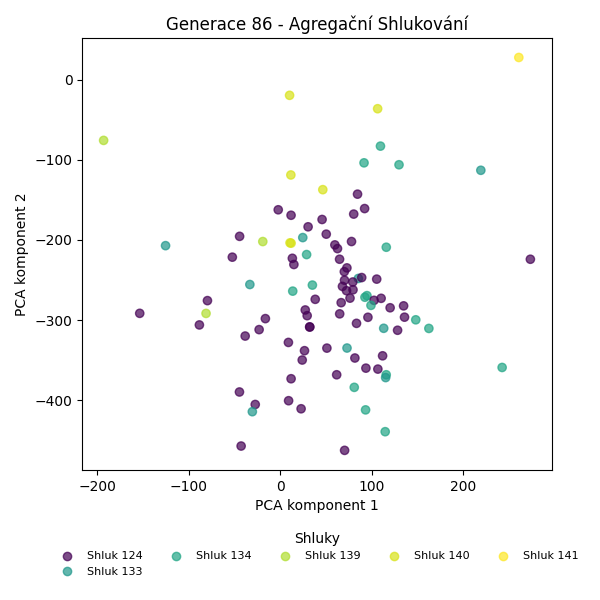 Generace 86 - Agregační Shlukování
0
−100
−200
−300
−400
PCA komponent 2
−200 −100 0 100 200
PCA komponent 1
Shluky
Shluk 124 Shluk 134 Shluk 139 Shluk 140 Shluk 141
Shluk 133